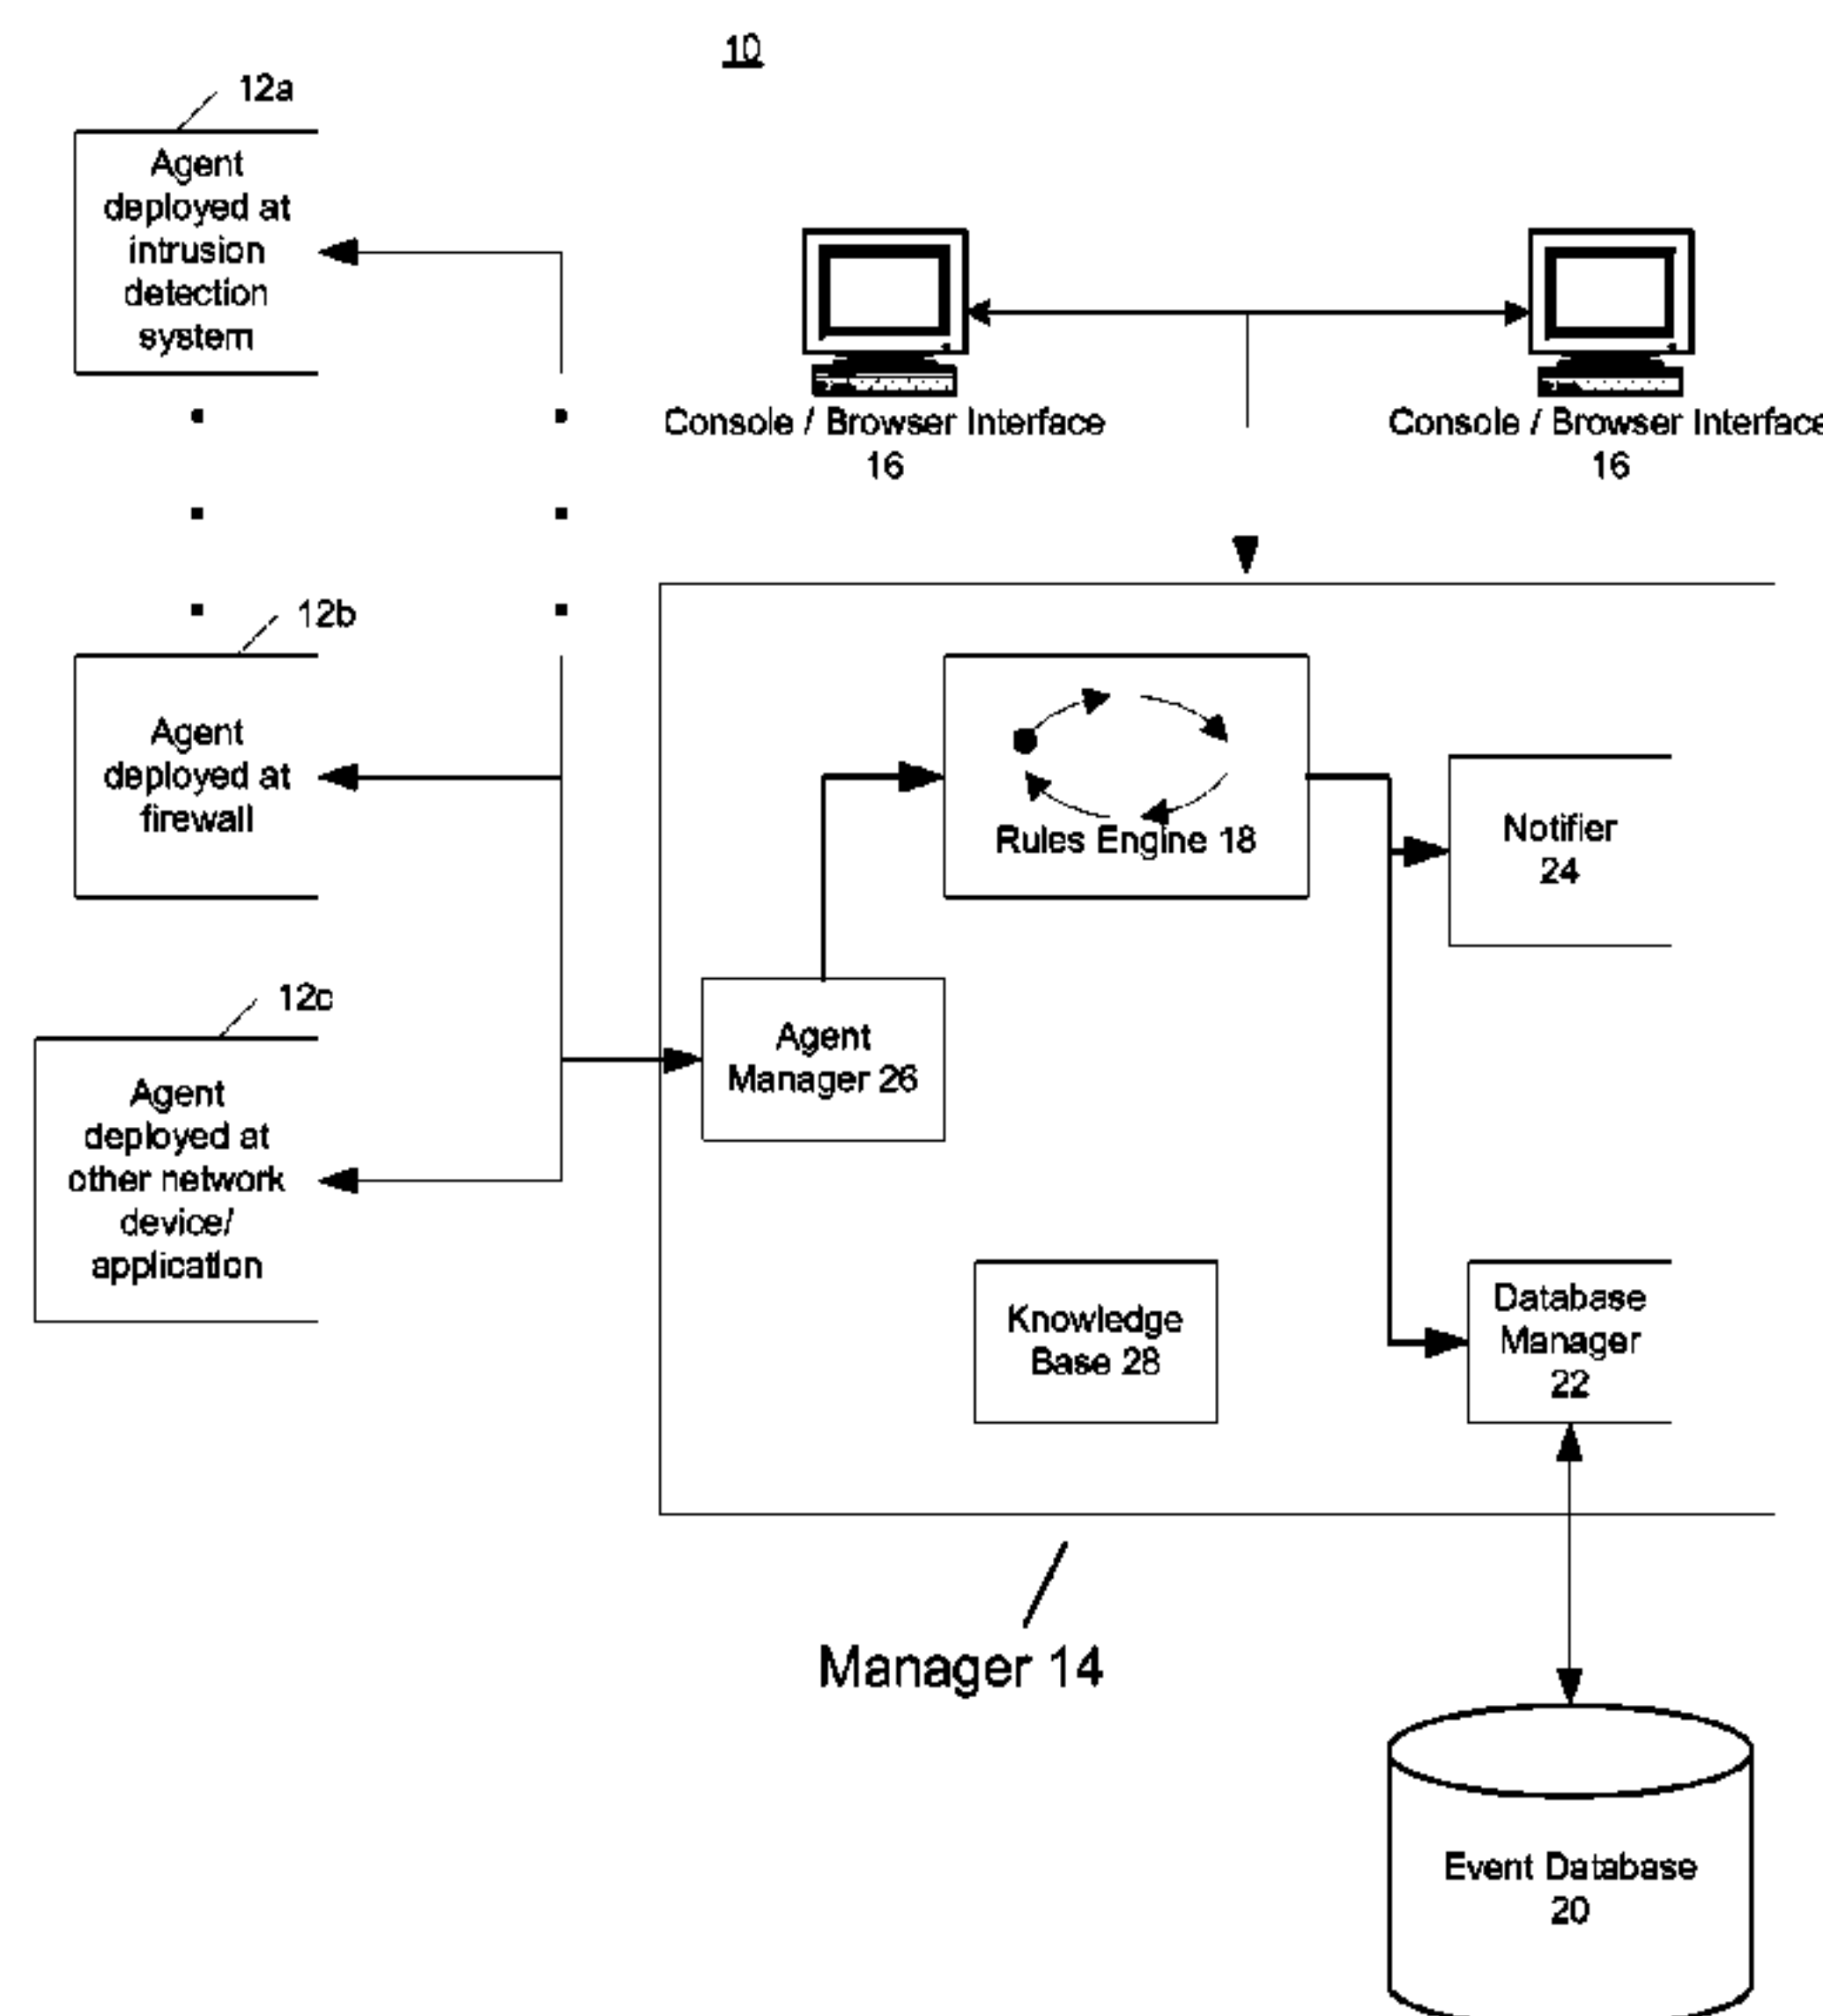 10
12a
Agent
deployed at
intrusion
detection
system
Console / Browser Interface
16
Console / Browser Interface
16
12b
Agent
deployed at
firewall
Rules Engine 18
Notifier
24
12c
Agent
deployed at
other network
device/
application
Agent
Manager 26
Knowledge
Base 28
Database
Manager
22
Manager 14
Event Database
20